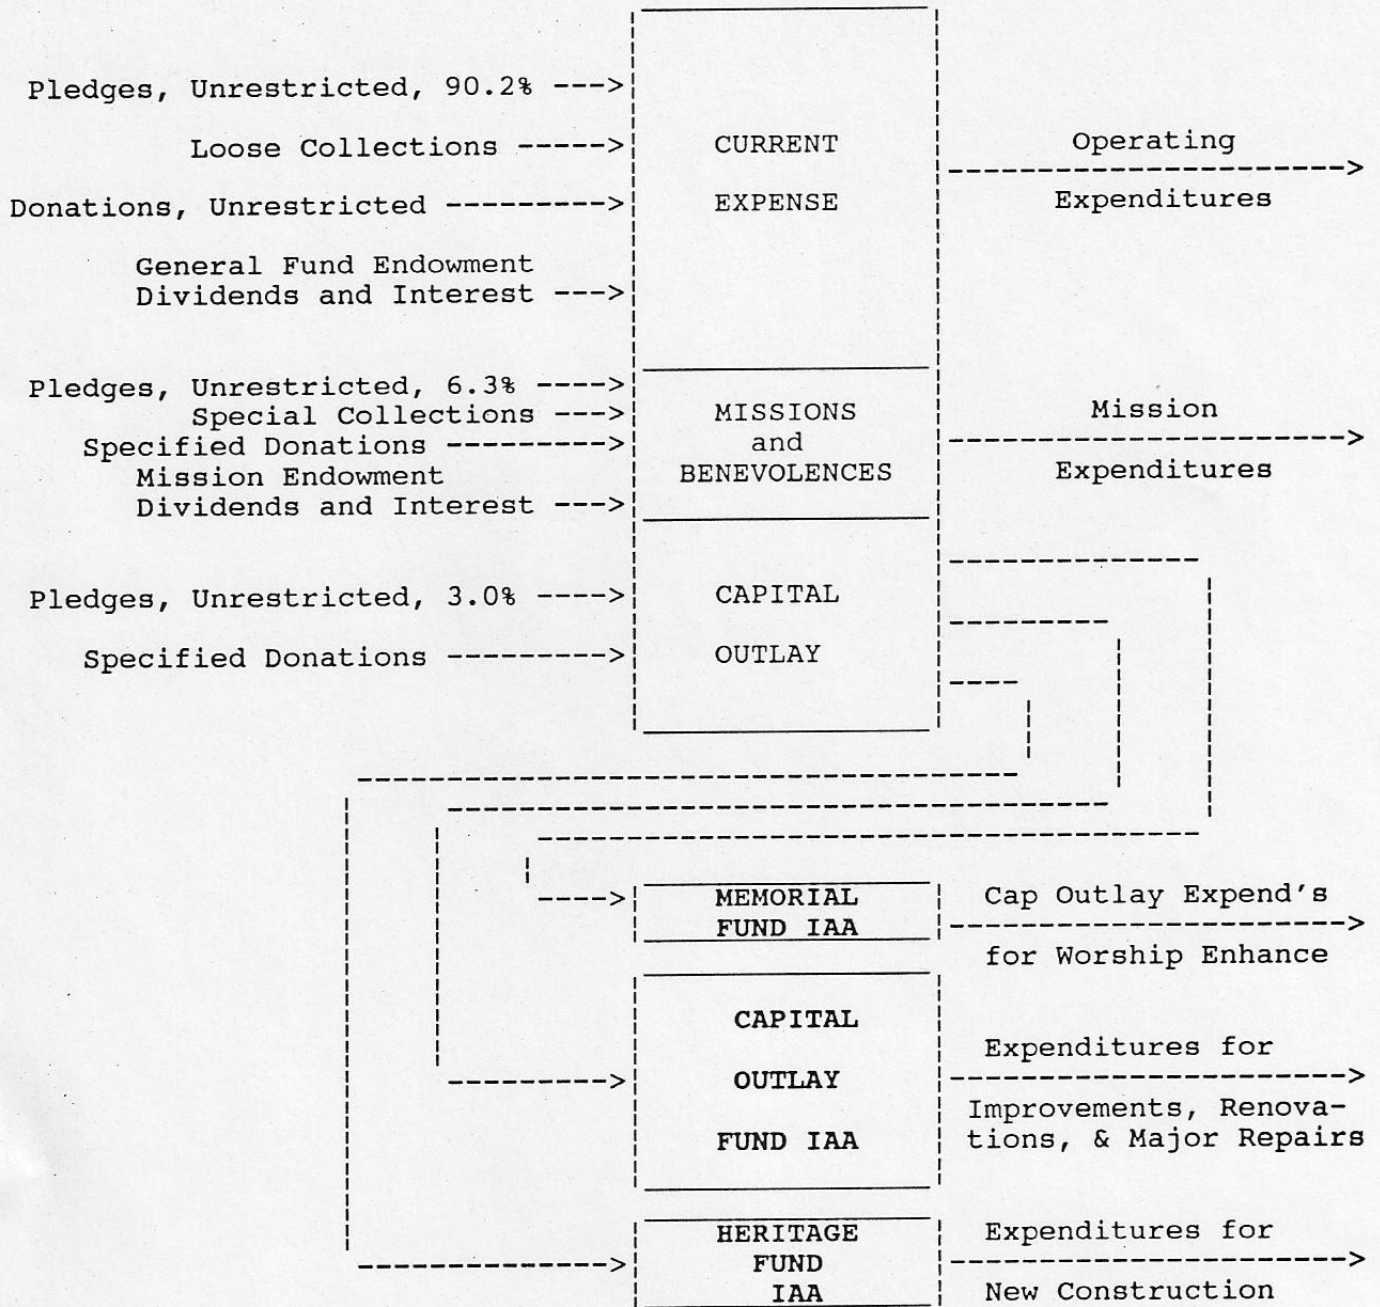 Pledges, Unrestricted, 90.2% --->
Loose Collections ----->
Donations, Unrestricted --------->
General Fund Endowment
Dividends and Interest --->
CURRENT
EXPENSE
Operating
---------------------->
Expenditures
Pledges, Unrestricted, 6.3% ---->
Special Collections --->
Specified Donations --------->
Mission Endowment
Dividends and Interest --->
MISSIONS
and
BENEVOLENCES
Mission
---------------------->
Expenditures
Pledges, Unrestricted, 3.0% ---->
Specified Donations --------->
CAPITAL
OUTLAY
---->
MEMORIAL
FUND IAA
Cap Outlay Expend's
---------------------->
for Worship Enhance
--------->
CAPITAL
OUTLAY
FUND IAA
Expenditures for
---------------------->
Improvements, Renova-
tions, & Major Repairs
-------------->
HERITAGE
FUND
IAA
Expenditures for
---------------------->
New Construction